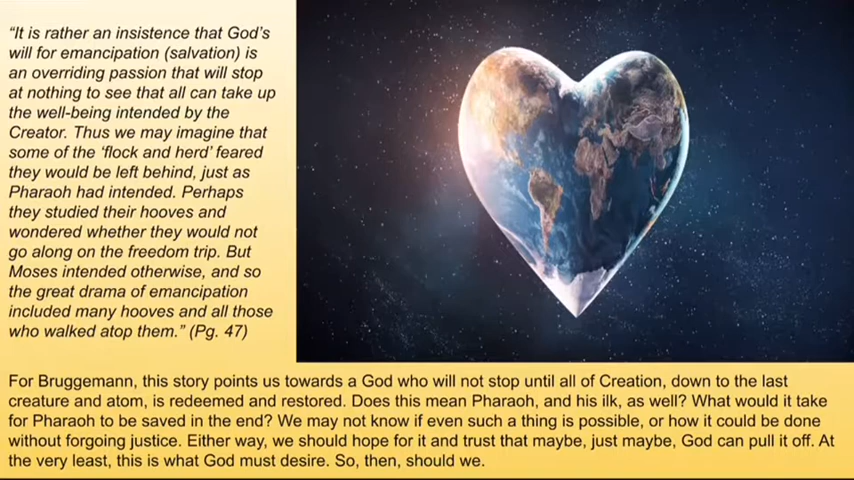 “It is rather an insistence that God’s
will for emancipation (salvation) is
an overriding passion that will stop
at nothing to see that all can take up
the well-being intended by the
Creator. Thus we may imagine that
some of the ‘flock and herd’ feared
they would be left behind, just as
Pharaoh had intended. Perhaps
they studied their hooves and
wondered whether they would not
go along on the freedom trip. But
Moses intended otherwise, and so
the great drama of emancipation
included many hooves and all those
who walked atop them.” (Pg. 47)
For Bruggemann, this story points us towards a God who will not stop until all of Creation, down to the last
creature and atom, is redeemed and restored. Does this mean Pharaoh, and his ilk, as well? What would it take
for Pharaoh to be saved in the end? We may not know if even such a thing is possible, or how it could be done
without forgoing justice. Either way, we should hope for it and trust that maybe, just maybe, God can pull it off. At
the very least, this is what God must desire. So, then, should we.